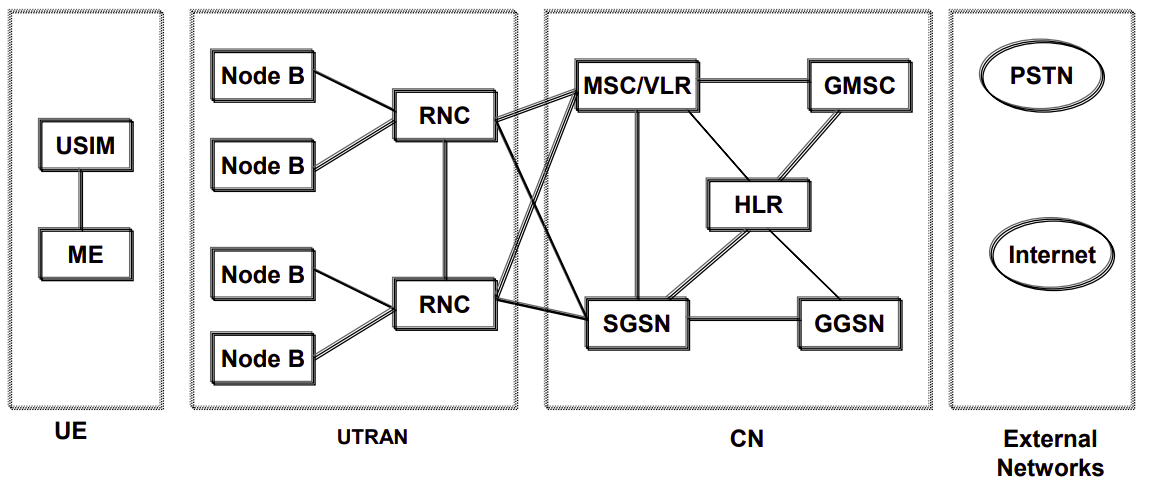 USIM
ME
UE
Node B
Node B
Node B
Node B
RNC
RNC
UTRAN
MSC/VLR
GMSC
HLR
SGSN
GGSN
CN
PSTN
Internet
External
Networks